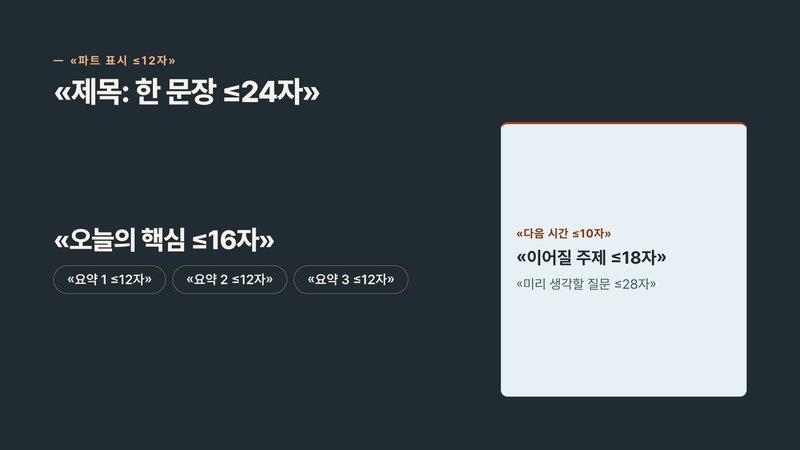 — «파트 표시 ≤12자»
«제목: 한 문장 ≤24자»
«오늘의 핵심 ≤16자»
«요약 1 ≤12자» «요약 2 ≤12자» «요약 3 ≤12자»
«다음 시간 ≤10자»
«이어질 주제 ≤18자»
«미리 생각할 질문 ≤28자»